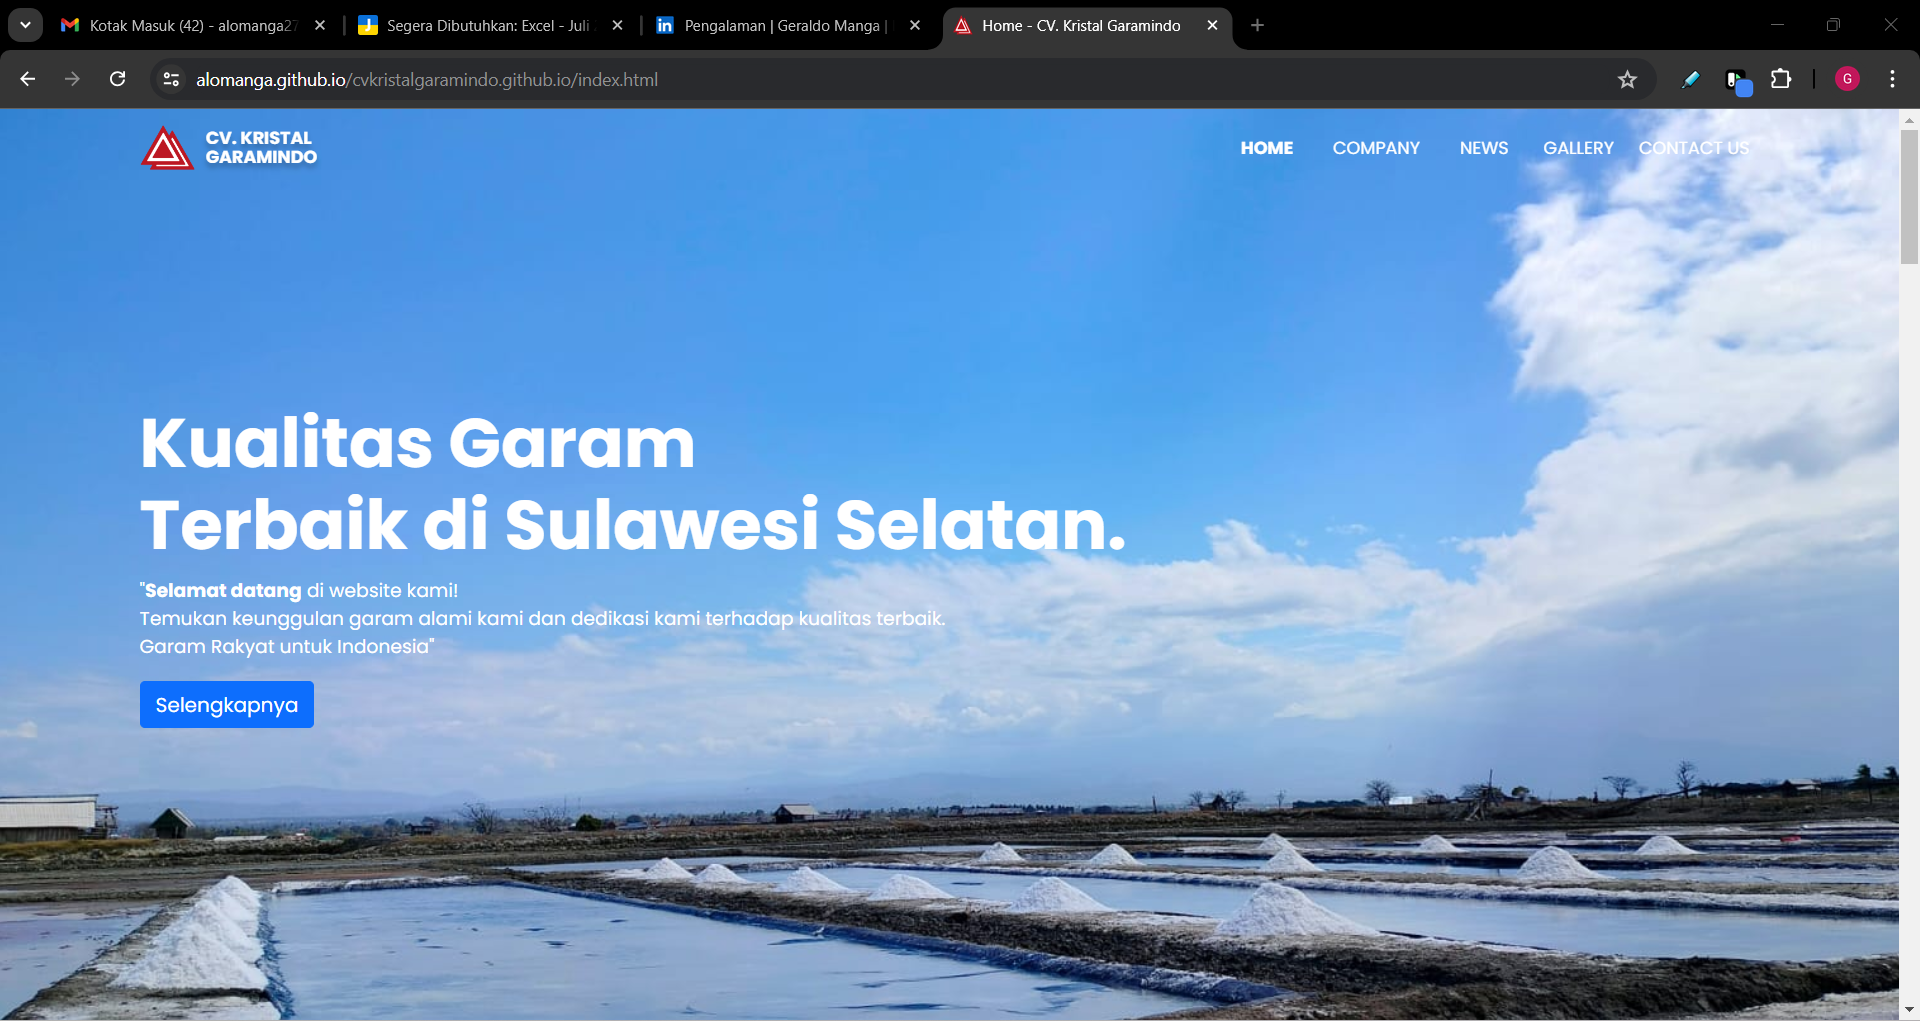 Kotak Masuk (42) - alomanga27
Segera Dibutuhkan: Excel - Juli
Pengalaman | Geraldo Manga |
Home - CV. Kristal Garamindo
alomanga.github.io/cvkristalgaramindo.github.io/index.html
G
CV. KRISTAL
GARAMINDO
HOME COMPANY NEWS GALLERY CONTACT US
Kualitas Garam
Terbaik di Sulawesi Selatan.
"Selamat datang di website kami!
Temukan keunggulan garam alami kami dan dedikasi kami terhadap kualitas terbaik.
Garam Rakyat untuk Indonesia"
Selengkapnya